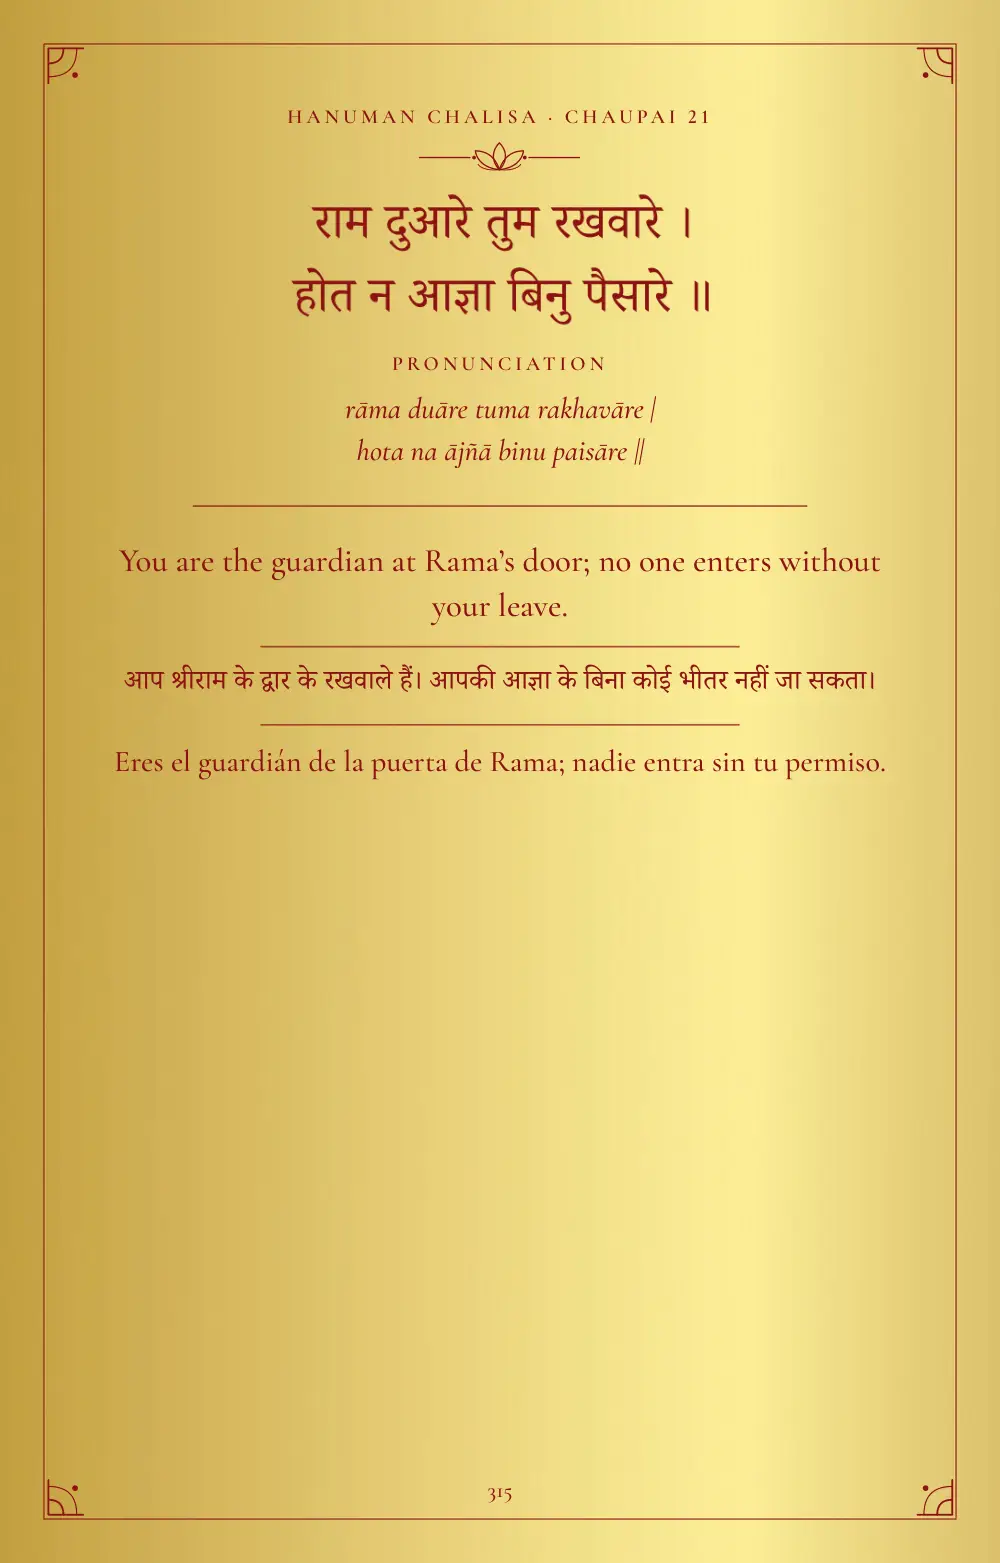 HANUMAN CHALISA · CHAUPAI 21
राम दुआरे तुम रखवारे ।
होत न आज्ञा बिनु पैसारे ॥
PRONUNCIATION
rāma duāre tuma rakhavāre |
hota na ājñā binu paisāre ||
You are the guardian at Rama’s door; no one enters without
your leave.
आप श्रीराम के द्वार के रखवाले हैं। आपकी आज्ञा के बिना कोई भीतर नहीं जा सकता।
Eres el guardián de la puerta de Rama; nadie entra sin tu permiso.
315